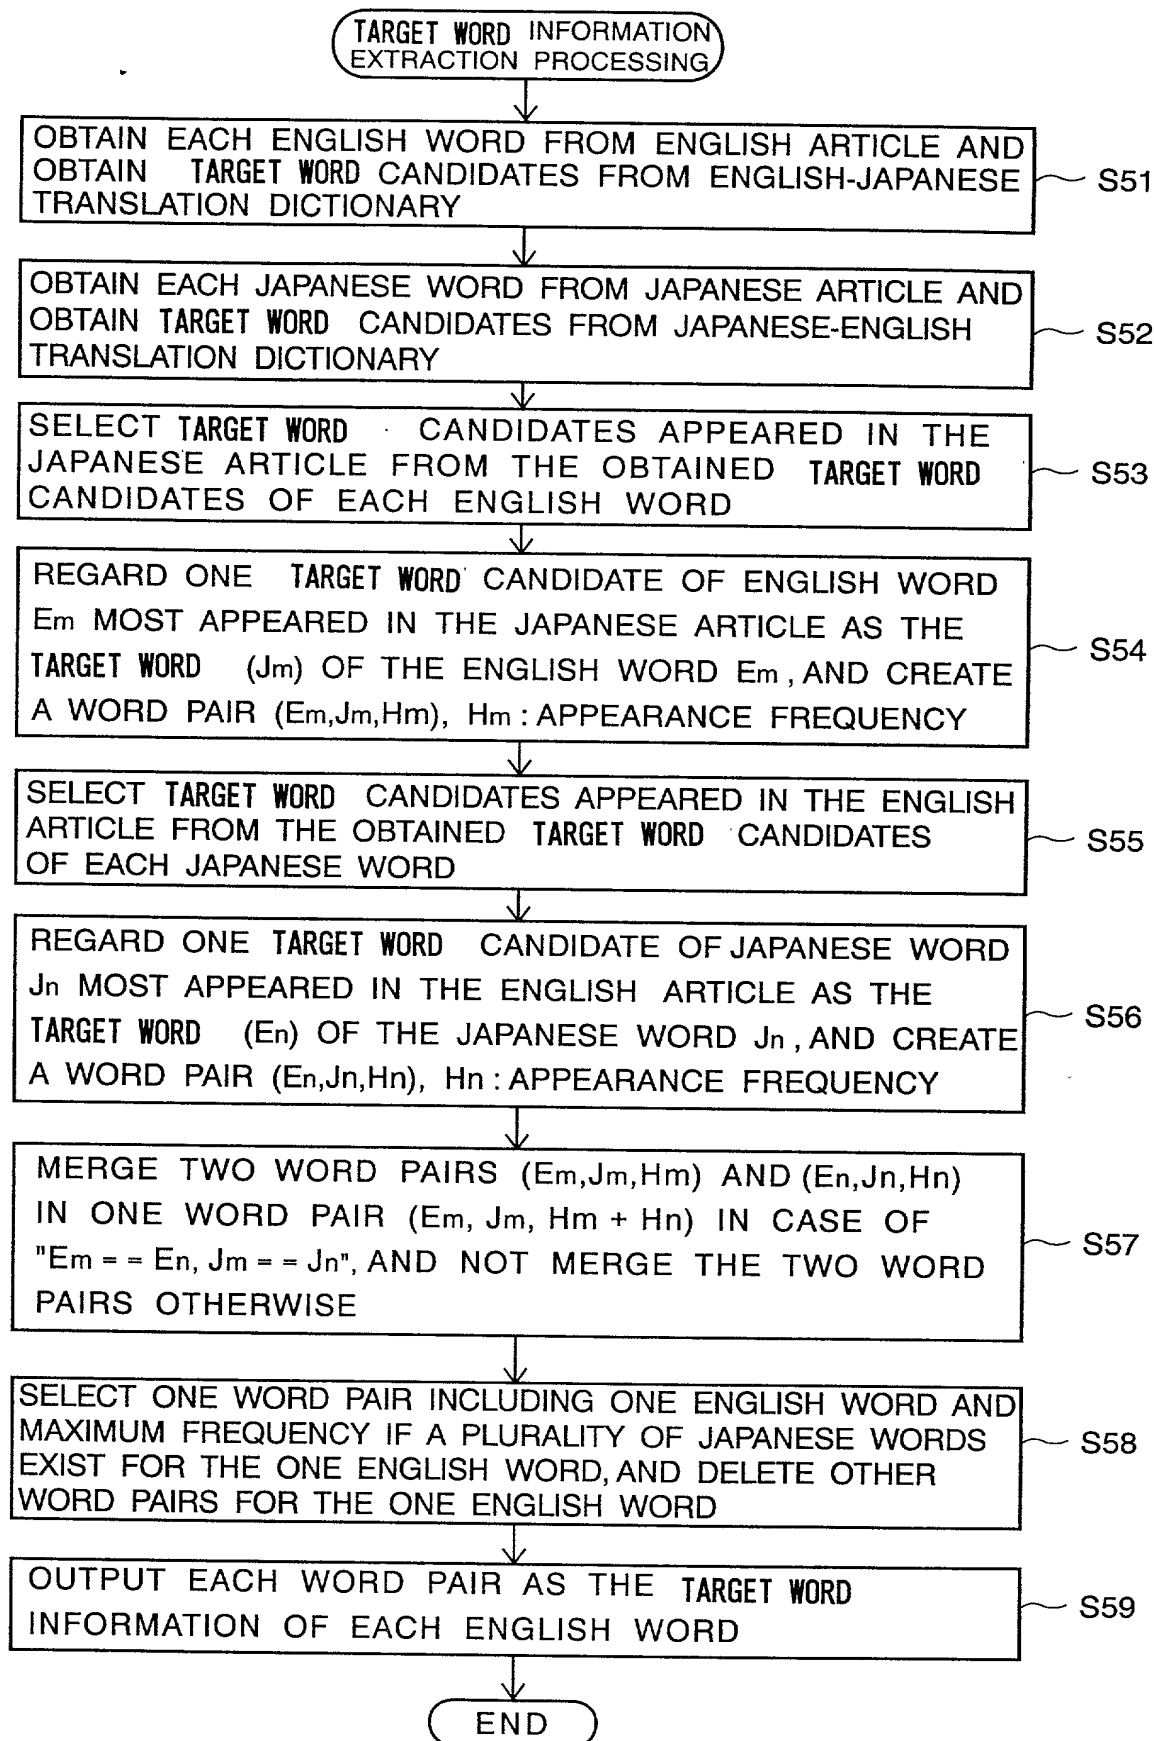 TARGET WORD INFORMATION
EXTRACTION PROCESSING
OBTAIN EACH ENGLISH WORD FROM ENGLISH ARTICLE AND
OBTAIN TARGET WORD CANDIDATES FROM ENGLISH-JAPANESE
TRANSLATION DICTIONARY
S51
OBTAIN EACH JAPANESE WORD FROM JAPANESE ARTICLE AND
OBTAIN TARGET WORD CANDIDATES FROM JAPANESE-ENGLISH
TRANSLATION DICTIONARY
S52
SELECT TARGET WORD CANDIDATES APPEARED IN THE
JAPANESE ARTICLE FROM THE OBTAINED TARGET WORD
CANDIDATES OF EACH ENGLISH WORD
S53
REGARD ONE TARGET WORD CANDIDATE OF ENGLISH WORD
Em MOST APPEARED IN THE JAPANESE ARTICLE AS THE
TARGET WORD (Jm) OF THE ENGLISH WORD Em, AND CREATE
A WORD PAIR (Em,Jm,Hm), Hm : APPEARANCE FREQUENCY
S54
SELECT TARGET WORD CANDIDATES APPEARED IN THE ENGLISH
ARTICLE FROM THE OBTAINED TARGET WORD CANDIDATES
OF EACH JAPANESE WORD
S55
REGARD ONE TARGET WORD CANDIDATE OF JAPANESE WORD
Jn MOST APPEARED IN THE ENGLISH ARTICLE AS THE
TARGET WORD (En) OF THE JAPANESE WORD Jn, AND CREATE
A WORD PAIR (En,Jn,Hn), Hn : APPEARANCE FREQUENCY
S56
MERGE TWO WORD PAIRS (Em,Jm,Hm) AND (En,Jn,Hn)
IN ONE WORD PAIR (Em, Jm, Hm + Hn) IN CASE OF
"Em = = En, Jm = = Jn", AND NOT MERGE THE TWO WORD
PAIRS OTHERWISE
S57
SELECT ONE WORD PAIR INCLUDING ONE ENGLISH WORD AND
MAXIMUM FREQUENCY IF A PLURALITY OF JAPANESE WORDS
EXIST FOR THE ONE ENGLISH WORD, AND DELETE OTHER
WORD PAIRS FOR THE ONE ENGLISH WORD
S58
OUTPUT EACH WORD PAIR AS THE TARGET WORD
INFORMATION OF EACH ENGLISH WORD
S59
END